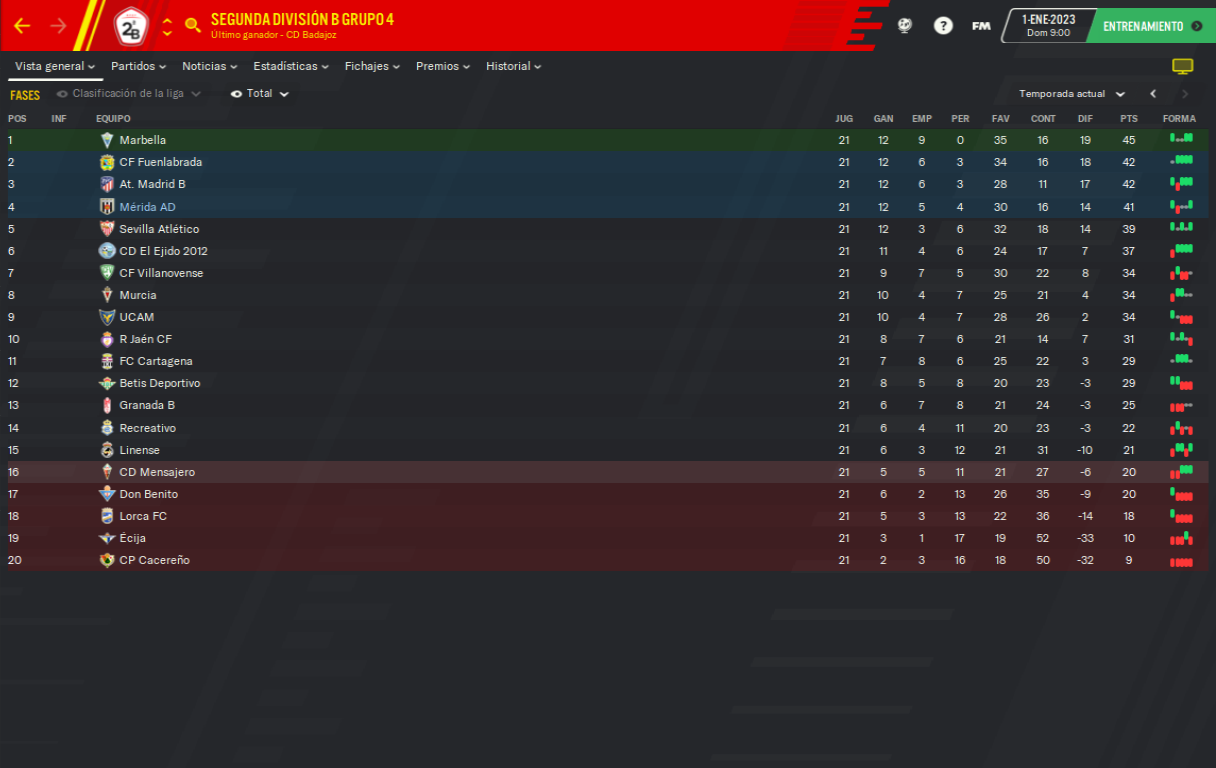 SEGUNDA DIVISIÓN B GRUPO 4
Último ganador - CD Badajoz
2ªB
? FM 1-ENE-2023 ENTRENAMIENTO
Dom 9:00
Vista general Partidos Noticias Estadísticas Fichajes Premios Historial
FASES Clasificación de la liga Total Temporada actual
POS INF EQUIPO JUG GAN EMP PER FAV CONT DIF PTS FORMA
1 Marbella 21 12 9 0 35 16 19 45
2 CF Fuenlabrada 21 12 6 3 34 16 18 42
3 At. Madrid B 21 12 6 3 28 11 17 42
4 Mérida AD 21 12 5 4 30 16 14 41
5 Sevilla Atlético 21 12 3 6 32 18 14 39
6 CD El Ejido 2012 21 11 4 6 24 17 7 37
7 CF Villanovense 21 9 7 5 30 22 8 34
8 Murcia 21 10 4 7 25 21 4 34
9 UCAM 21 10 4 7 28 26 2 34
10 R Jaén CF 21 8 7 6 21 14 7 31
11 FC Cartagena 21 7 8 6 25 22 3 29
12 Betis Deportivo 21 8 5 8 20 23 -3 29
13 Granada B 21 6 7 8 21 24 -3 25
14 Recreativo 21 6 4 11 20 23 -3 22
15 Linense 21 6 3 12 21 31 -10 21
16 CD Mensajero 21 5 5 11 21 27 -6 20
17 Don Benito 21 6 2 13 26 35 -9 20
18 Lorca FC 21 5 3 13 22 36 -14 18
19 Écija 21 3 1 17 19 52 -33 10
20 CP Cacereño 21 2 3 16 18 50 -32 9